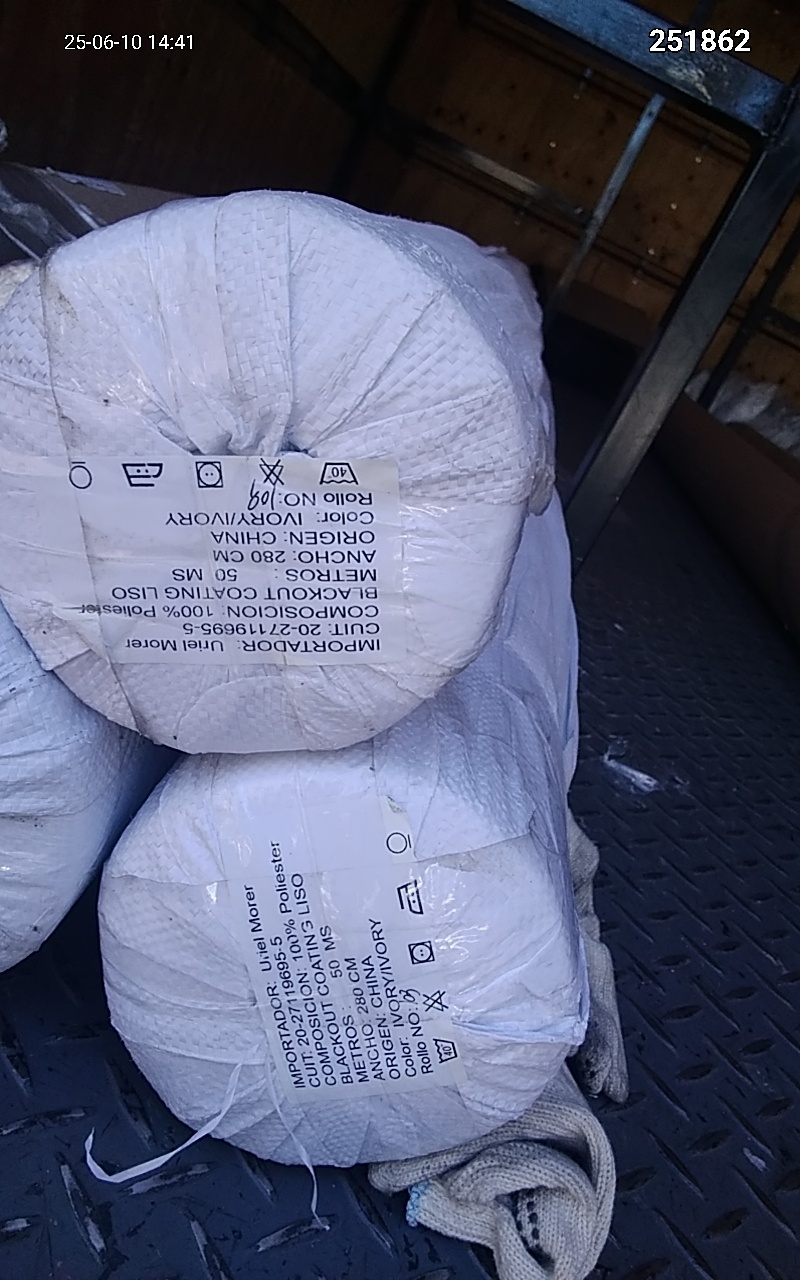 25-06-10 14:41
251862
IMPORTADOR: Uriel Morer
CUIT: 20-27119695-5
COMPOSICION: 100% Poliester
BLACKOUT COATING LISO
METROS: 50 MS
ANCHO: 280 CM
ORIGEN: CHINA
Color: IVORY/IVORY
Rollo NO: 109
40
IMPORTADOR: Uriel Morer
CUIT: 20-27119695-5
COMPOSICION: 100% Poliester
BLACKOUT COATING LISO
METROS: 50 MS
ANCHO: 280 CM
ORIGEN: CHINA
Color: IVORY/IVORY
Rollo NO:
40